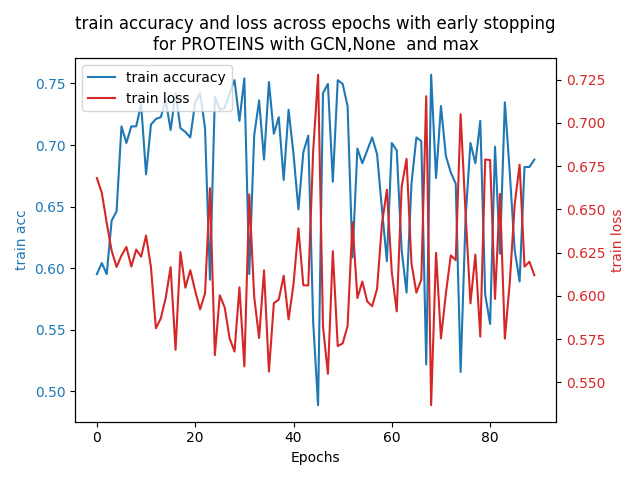 train accuracy and loss across epochs with early stopping
for PROTEINS with GCN,None  and max
train accuracy
train loss
train acc
0.75
0.70
0.65
0.60
0.55
0.50
0.725
0.700
0.675
0.650
0.625
0.600
0.575
0.550
train loss
0 20 40 60 80
Epochs